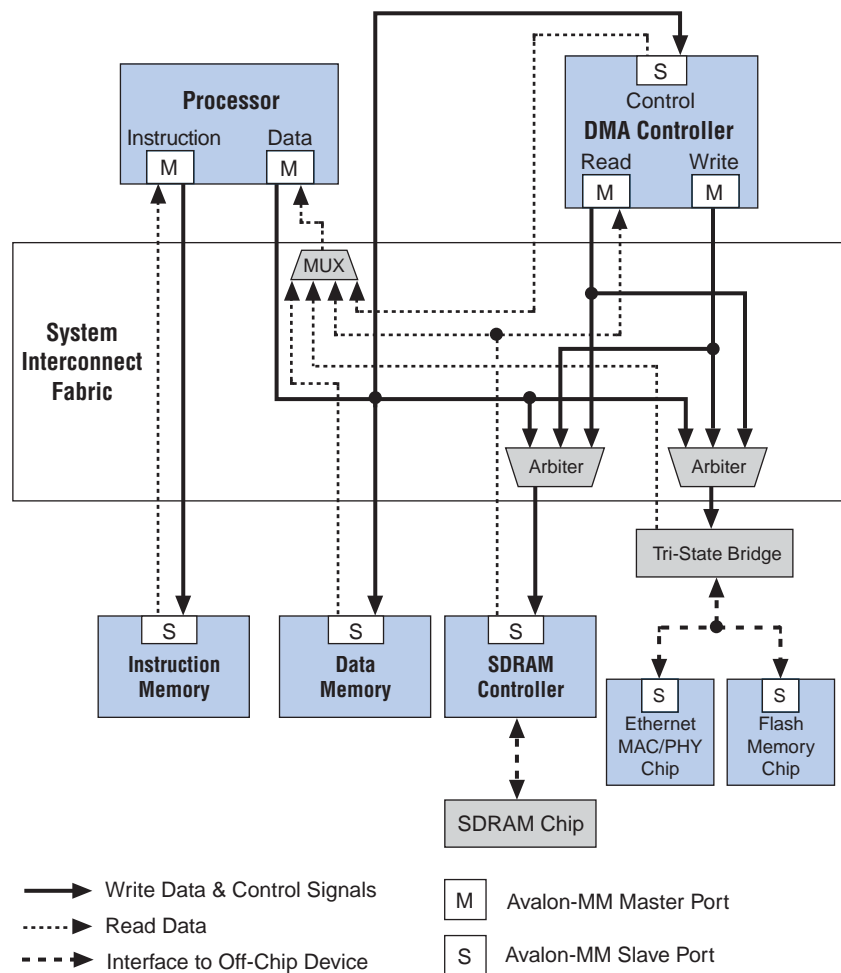 S
Control
DMA Controller
Read
Write
M
M
Processor
Instruction
Data
M
M
MUX
System
Interconnect
Fabric
Arbiter
Arbiter
Tri-State Bridge
S
Instruction
Memory
S
Data
Memory
S
SDRAM
Controller
S
Ethernet
MAC/PHY
Chip
S
Flash
Memory
Chip
SDRAM Chip
Write Data & Control Signals
Read Data
Interface to Off-Chip Device
M
Avalon-MM Master Port
S
Avalon-MM Slave Port